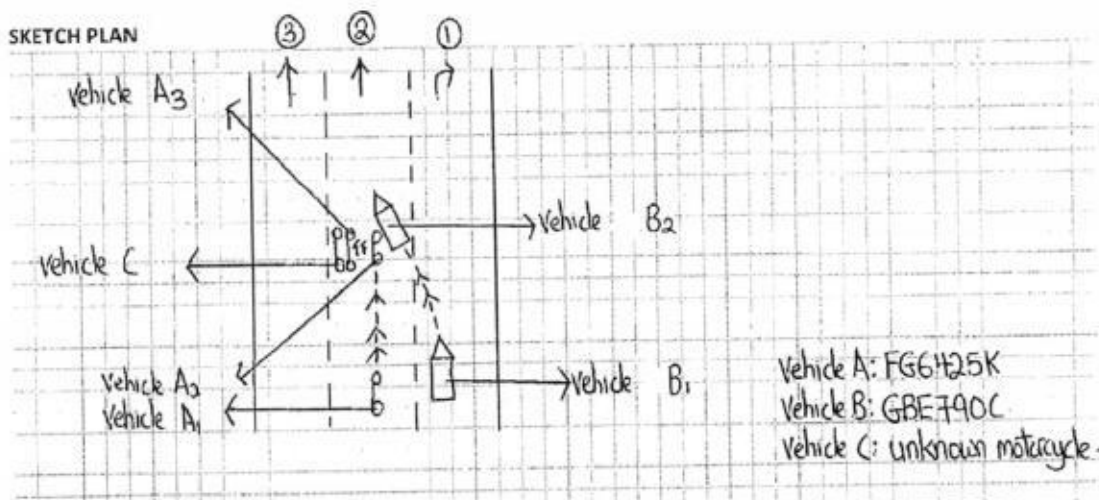 SKETCH PLAN
③ ② ①
Vehicle A3
Vehicle B2
Vehicle C
Vehicle A2
Vehicle B1
Vehicle A1
Vehicle A: FG6425K
Vehicle B: GBE790C
Vehicle C: unknown motorcycle.